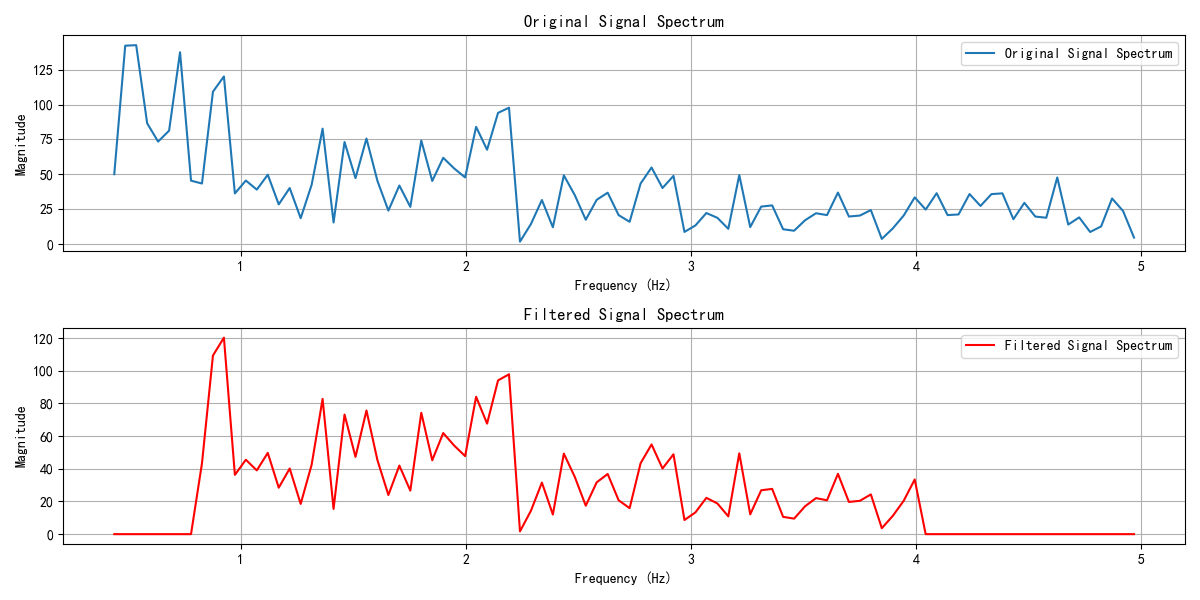 Original Signal Spectrum
Original Signal Spectrum
Magnitude
125
100
75
50
25
0
1
2
3
4
5
Frequency (Hz)
Filtered Signal Spectrum
Filtered Signal Spectrum
Magnitude
120
100
80
60
40
20
0
1
2
3
4
5
Frequency (Hz)